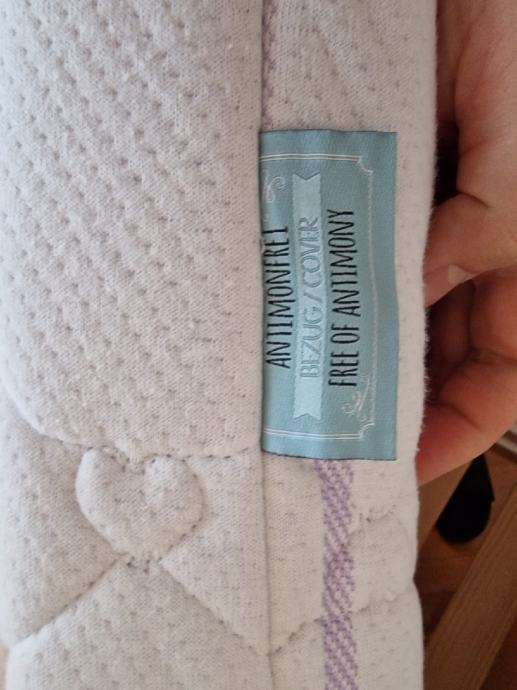 ANTIMONFREI
BEZUG / COVER
FREE OF ANTIMONY